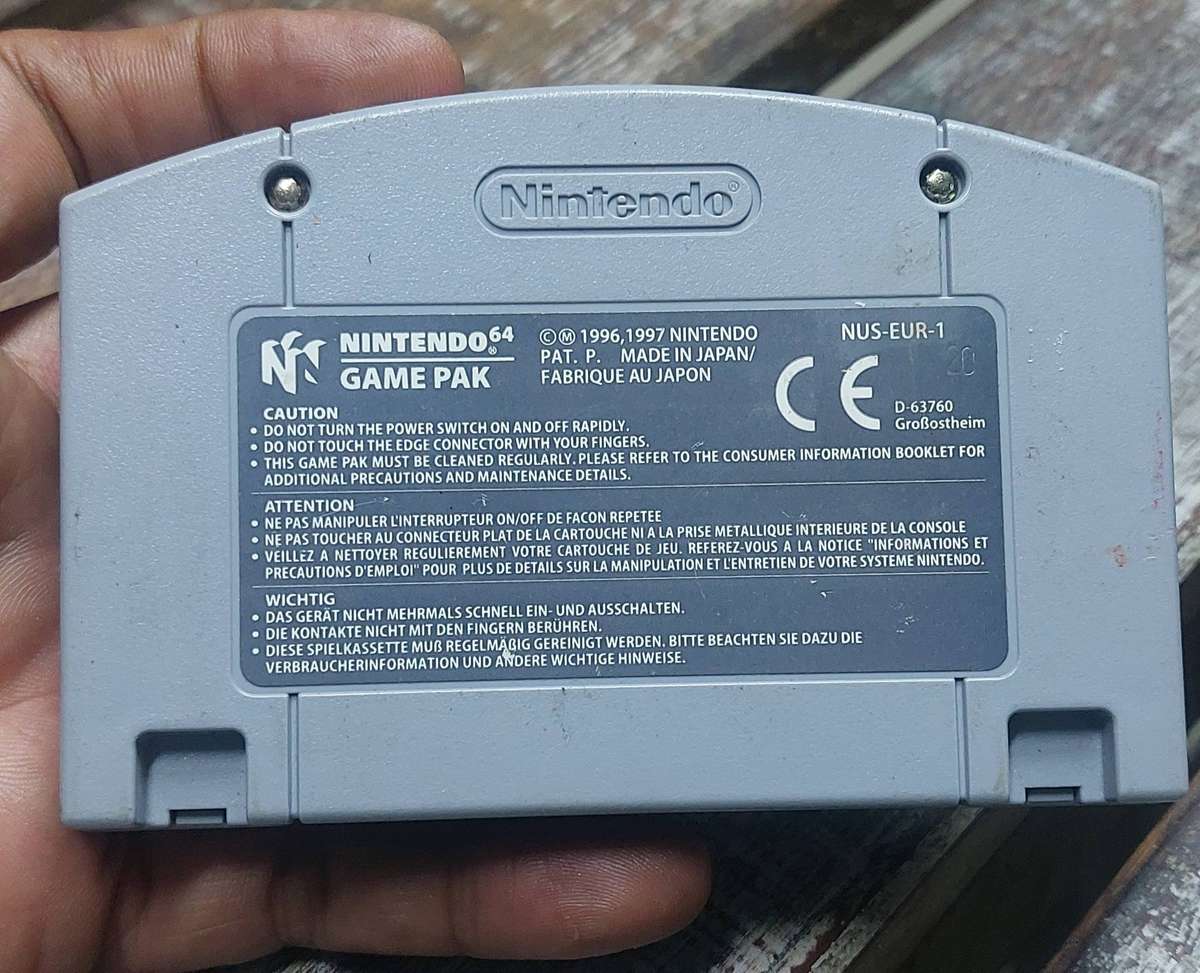 Nintendo®
NINTENDO64®
GAME PAK
©Ⓜ 1996,1997 NINTENDO
PAT. P. MADE IN JAPAN/
FABRIQUE AU JAPON
NUS-EUR-1
20
CE
D-63760
Großostheim
CAUTION
• DO NOT TURN THE POWER SWITCH ON AND OFF RAPIDLY.
• DO NOT TOUCH THE EDGE CONNECTOR WITH YOUR FINGERS.
• THIS GAME PAK MUST BE CLEANED REGULARLY. PLEASE REFER TO THE CONSUMER INFORMATION BOOKLET FOR
ADDITIONAL PRECAUTIONS AND MAINTENANCE DETAILS.
ATTENTION
• NE PAS MANIPULER L'INTERRUPTEUR ON/OFF DE FACON REPETEE
• NE PAS TOUCHER AU CONNECTEUR PLAT DE LA CARTOUCHE NI A LA PRISE METALLIQUE INTERIEURE DE LA CONSOLE
• VEILLEZ A NETTOYER REGULIEREMENT VOTRE CARTOUCHE DE JEU. REFEREZ-VOUS A LA NOTICE "INFORMATIONS ET
PRECAUTIONS D'EMPLOI" POUR PLUS DE DETAILS SUR LA MANIPULATION ET L'ENTRETIEN DE VOTRE SYSTEME NINTENDO.
WICHTIG
• DAS GERÄT NICHT MEHRMALS SCHNELL EIN- UND AUSSCHALTEN.
• DIE KONTAKTE NICHT MIT DEN FINGERN BERÜHREN.
• DIESE SPIELKASSETTE MUß REGELMÄßIG GEREINIGT WERDEN. BITTE BEACHTEN SIE DAZU DIE
VERBRAUCHERINFORMATION UND ANDERE WICHTIGE HINWEISE.